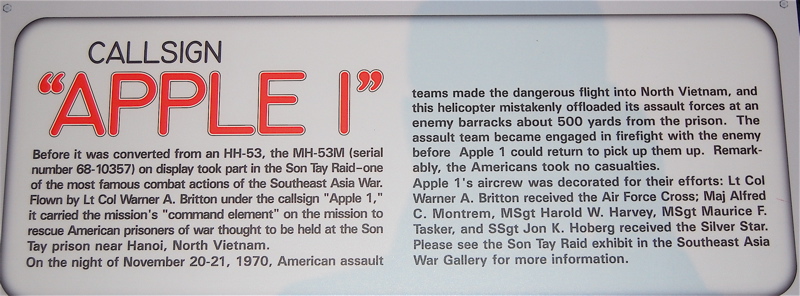 CALLSIGN
“APPLE 1”
Before it was converted from an HH-53, the MH-53M (serial
number 68-10357) on display took part in the Son Tay Raid–one
of the most famous combat actions of the Southeast Asia War.
Flown by Lt Col Warner A. Britton under the callsign "Apple 1,"
it carried the mission's "command element" on the mission to
rescue American prisoners of war thought to be held at the Son
Tay prison near Hanoi, North Vietnam.
On the night of November 20-21, 1970, American assault
teams made the dangerous flight into North Vietnam, and
this helicopter mistakenly offloaded its assault forces at an
enemy barracks about 500 yards from the prison. The
assault team became engaged in firefight with the enemy
before Apple 1 could return to pick up them up. Remark-
ably, the Americans took no casualties.
Apple 1's aircrew was decorated for their efforts: Lt Col
Warner A. Britton received the Air Force Cross; Maj Alfred
C. Montrem, MSgt Harold W. Harvey, MSgt Maurice F.
Tasker, and SSgt Jon K. Hoberg received the Silver Star.
Please see the Son Tay Raid exhibit in the Southeast Asia
War Gallery for more information.